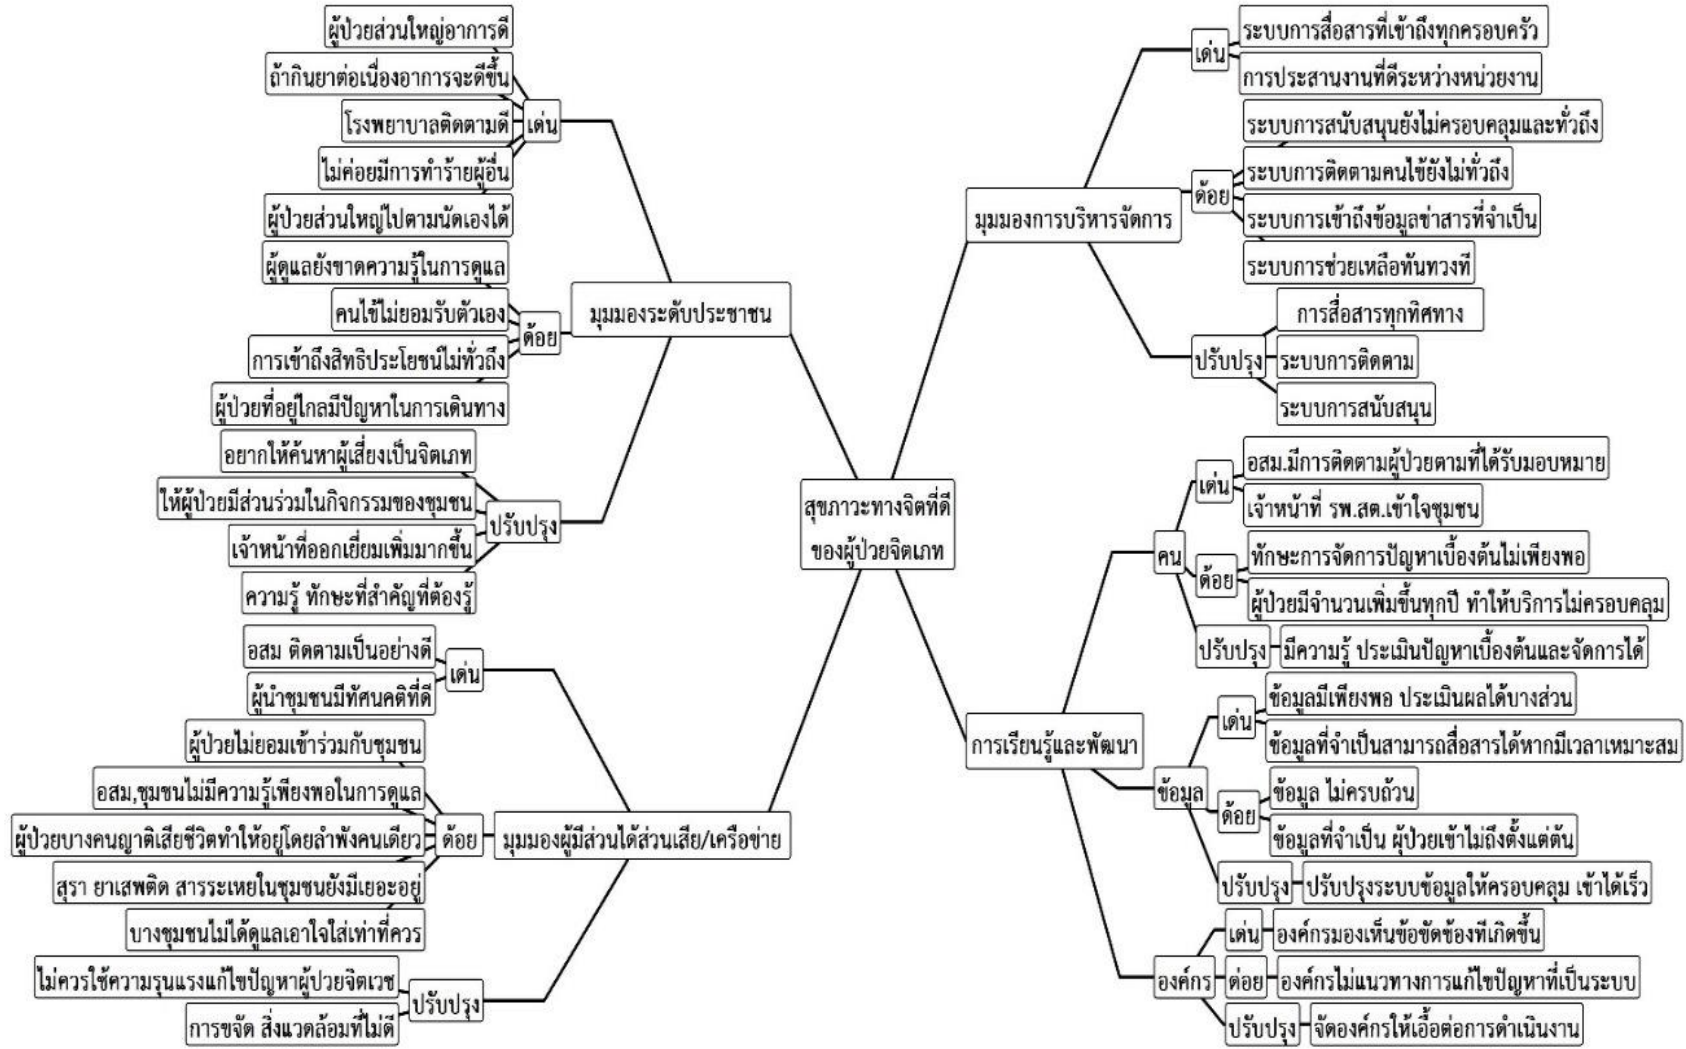 ผู้ป่วยส่วนใหญ่อาการดี
ถ้ากินยาต่อเนื่องอาการจะดีขึ้น
โรงพยาบาลติดตามดี
ไม่ค่อยมีการทำร้ายผู้อื่น
ผู้ป่วยส่วนใหญ่ไปตามนัดเองได้
เด่น
ผู้ดูแลยังขาดความรู้ในการดูแล
คนไข้ไม่ยอมรับตัวเอง
การเข้าถึงสิทธิประโยชน์ไม่ทั่วถึง
ผู้ป่วยที่อยู่ไกลมีปัญหาในการเดินทาง
ด้อย
อยากให้ค้นหาผู้เสี่ยงเป็นจิตเภท
ให้ผู้ป่วยมีส่วนร่วมในกิจกรรมของชุมชน
เจ้าหน้าที่ออกเยี่ยมเพิ่มมากขึ้น
ความรู้ ทักษะที่สำคัญที่ต้องรู้
ปรับปรุง
มุมมองระดับประชาชน
อสม ติดตามเป็นอย่างดี
ผู้นำชุมชนมีทัศนคติที่ดี
เด่น
ผู้ป่วยไม่ยอมเข้าร่วมกับชุมชน
อสม,ชุมชนไม่มีความรู้เพียงพอในการดูแล
ผู้ป่วยบางคนญาติเสียชีวิตทำให้อยู่โดยลำพังคนเดียว
สุรา ยาเสพติด สารระเหยในชุมชนยังมีเยอะอยู่
บางชุมชนไม่ได้ดูแลเอาใจใส่เท่าที่ควร
ด้อย
ไม่ควรใช้ความรุนแรงแก้ไขปัญหาผู้ป่วยจิตเวช
การขจัด สิ่งแวดล้อมที่ไม่ดี
ปรับปรุง
มุมมองผู้มีส่วนได้ส่วนเสีย/เครือข่าย
สุขภาวะทางจิตที่ดี
ของผู้ป่วยจิตเภท
มุมมองการบริหารจัดการ
เด่น
ระบบการสื่อสารที่เข้าถึงทุกครอบครัว
การประสานงานที่ดีระหว่างหน่วยงาน
ด้อย
ระบบการสนับสนุนยังไม่ครอบคลุมและทั่วถึง
ระบบการติดตามคนไข้ยังไม่ทั่วถึง
ระบบการเข้าถึงข้อมูลข่าสารที่จำเป็น
ระบบการช่วยเหลือทันทวงที
ปรับปรุง
การสื่อสารทุกทิศทาง
ระบบการติดตาม
ระบบการสนับสนุน
การเรียนรู้และพัฒนา
คน
เด่น
อสม.มีการติดตามผู้ป่วยตามที่ได้รับมอบหมาย
เจ้าหน้าที่ รพ.สต.เข้าใจชุมชน
ด้อย
ทักษะการจัดการปัญหาเบื้องต้นไม่เพียงพอ
ผู้ป่วยมีจำนวนเพิ่มขึ้นทุกปี ทำให้บริการไม่ครอบคลุม
ปรับปรุง
มีความรู้ ประเมินปัญหาเบื้องต้นและจัดการได้
ข้อมูล
เด่น
ข้อมูลมีเพียงพอ ประเมินผลได้บางส่วน
ข้อมูลที่จำเป็นสามารถสื่อสารได้หากมีเวลาเหมาะสม
ด้อย
ข้อมูล ไม่ครบถ้วน
ข้อมูลที่จำเป็น ผู้ป่วยเข้าไม่ถึงตั้งแต่ต้น
ปรับปรุง
ปรับปรุงระบบข้อมูลให้ครอบคลุม เข้าได้เร็ว
องค์กร
เด่น
องค์กรมองเห็นข้อขัดข้องที่เกิดขึ้น
ต่อย
องค์กรไม่แนวทางการแก้ไขปัญหาที่เป็นระบบ
ปรับปรุง
จัดองค์กรให้เอื้อต่อการดำเนินงาน